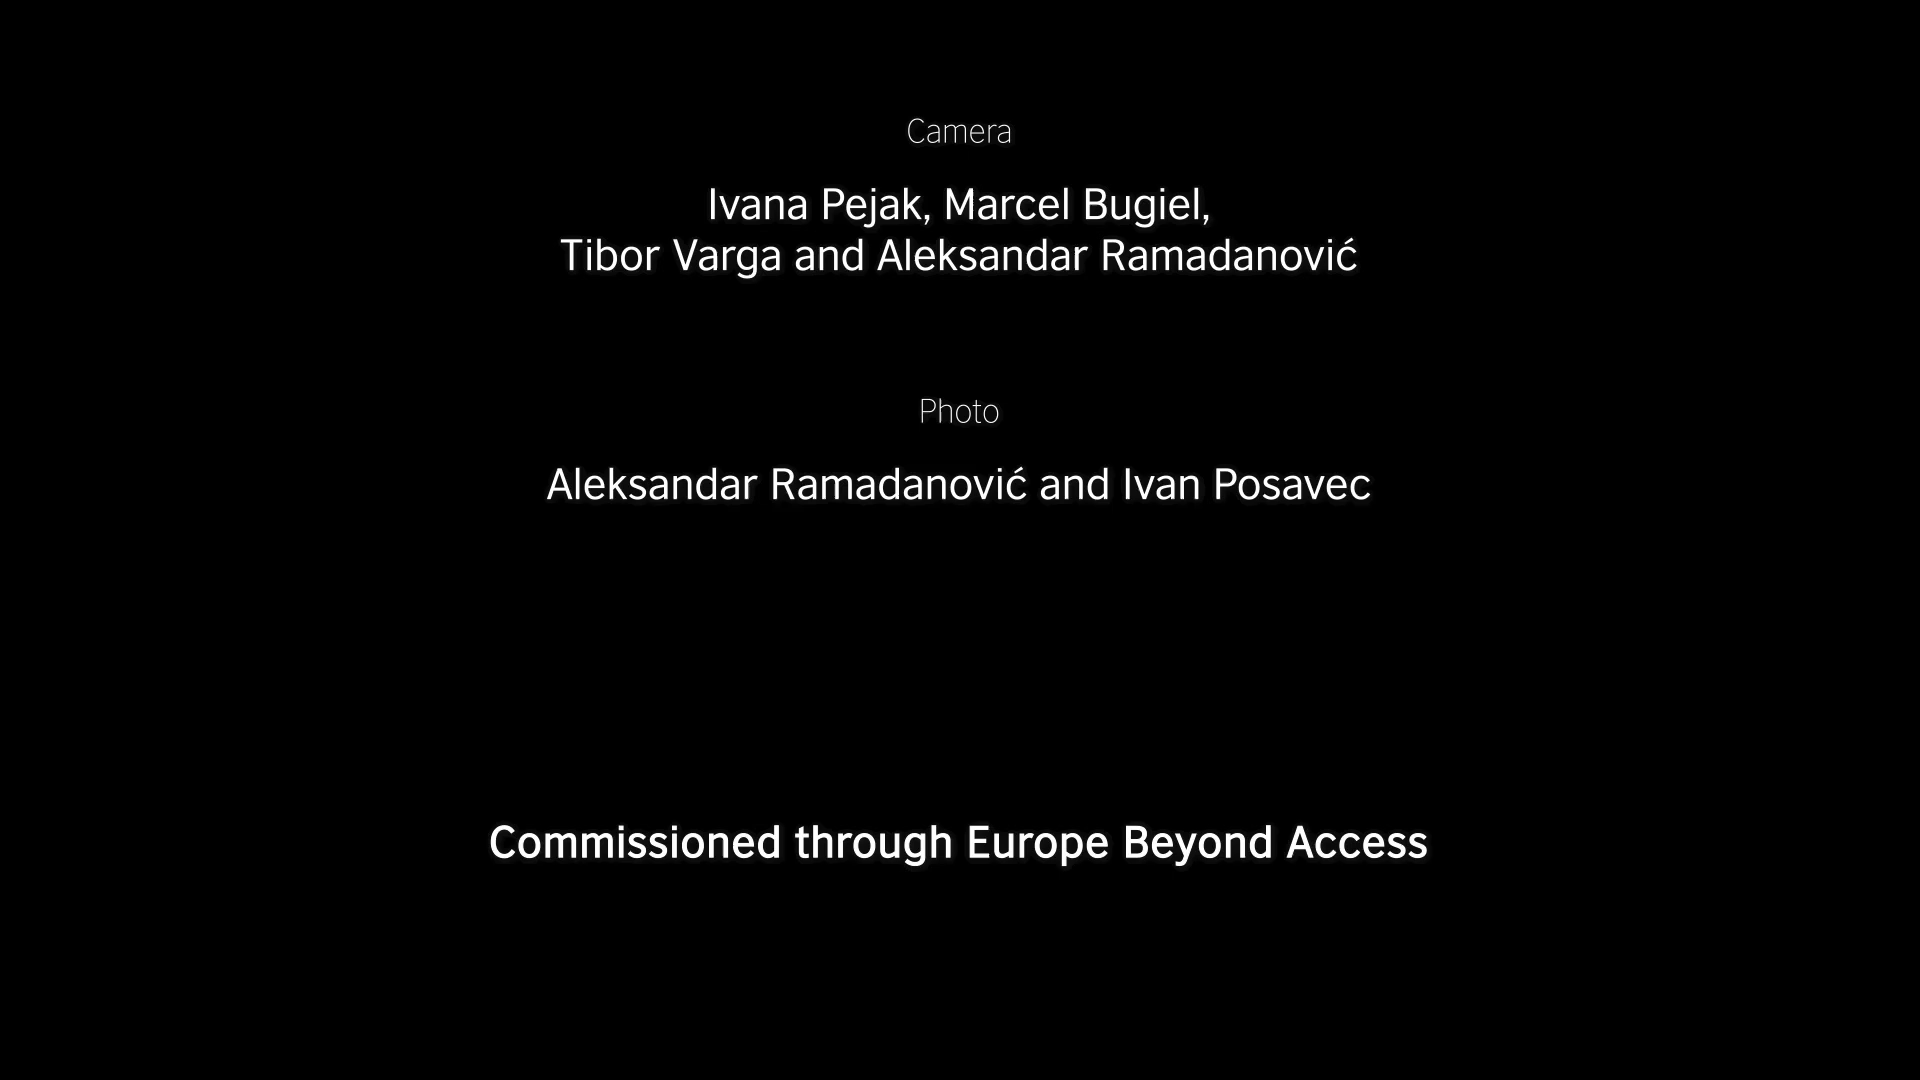 Camera
Ivana Pejak, Marcel Bugiel,
Tibor Varga and Aleksandar Ramadanović
Photo
Aleksandar Ramadanović and Ivan Posavec
Commissioned through Europe Beyond Access